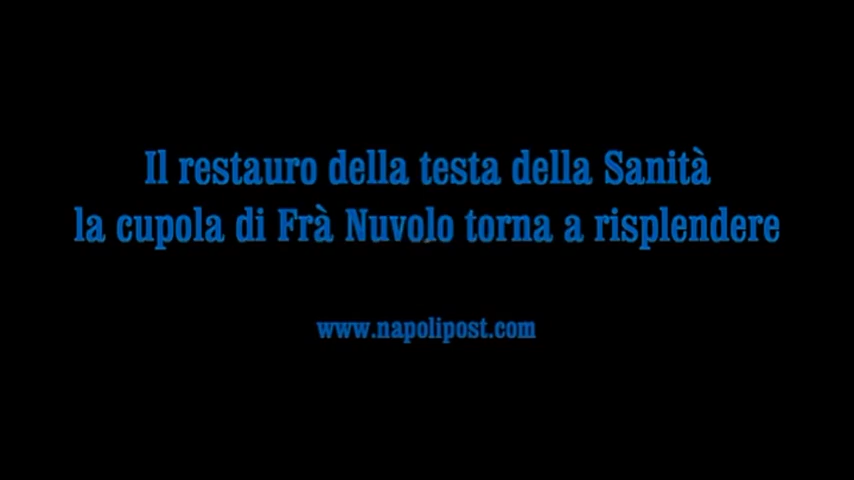 Il restauro della testa della Sanità
la cupola di Frà Nuvolo torna a risplendere
www.napolipost.com